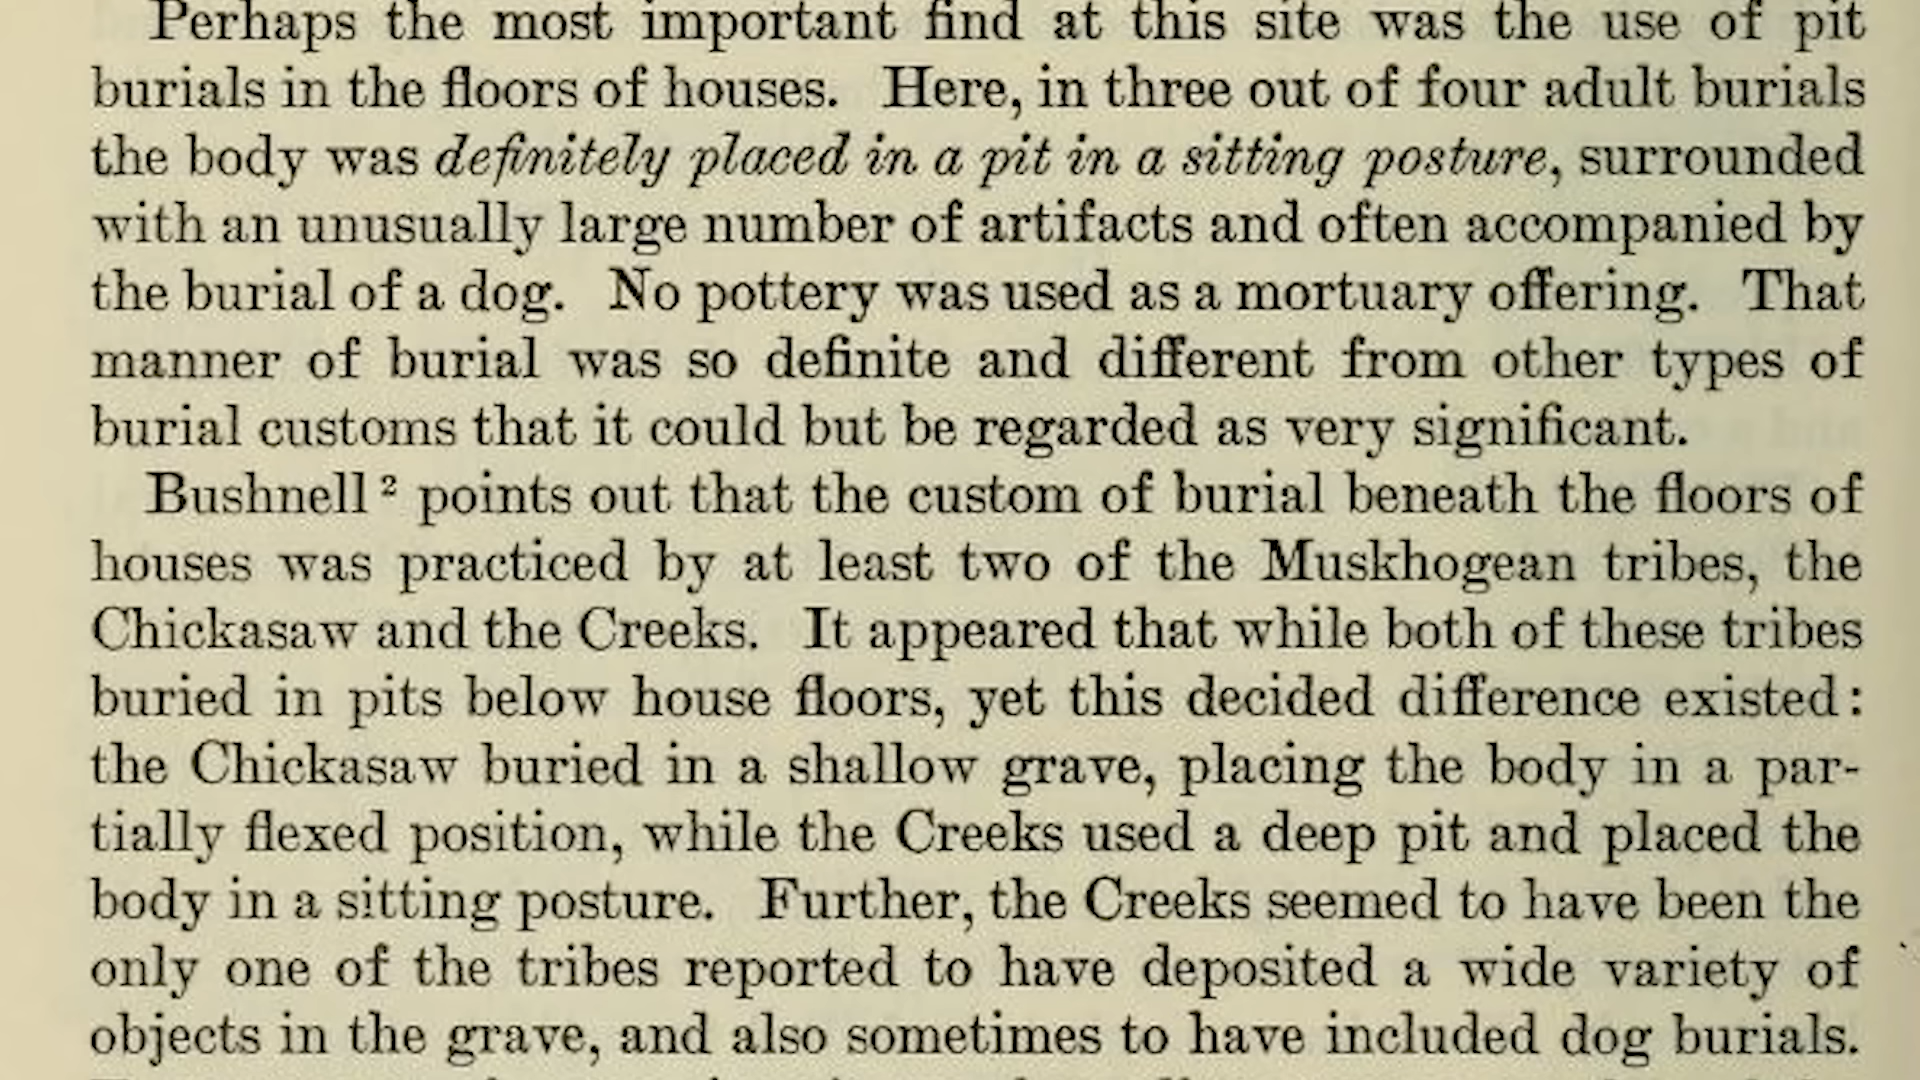 Perhaps the most important find at this site was the use of pit
burials in the floors of houses. Here, in three out of four adult burials
the body was definitely placed in a pit in a sitting posture, surrounded
with an unusually large number of artifacts and often accompanied by
the burial of a dog. No pottery was used as a mortuary offering. That
manner of burial was so definite and different from other types of
burial customs that it could but be regarded as very significant.
Bushnell ² points out that the custom of burial beneath the floors of
houses was practiced by at least two of the Muskhogean tribes, the
Chickasaw and the Creeks. It appeared that while both of these tribes
buried in pits below house floors, yet this decided difference existed:
the Chickasaw buried in a shallow grave, placing the body in a par-
tially flexed position, while the Creeks used a deep pit and placed the
body in a sitting posture. Further, the Creeks seemed to have been the
only one of the tribes reported to have deposited a wide variety of
objects in the grave, and also sometimes to have included dog burials.